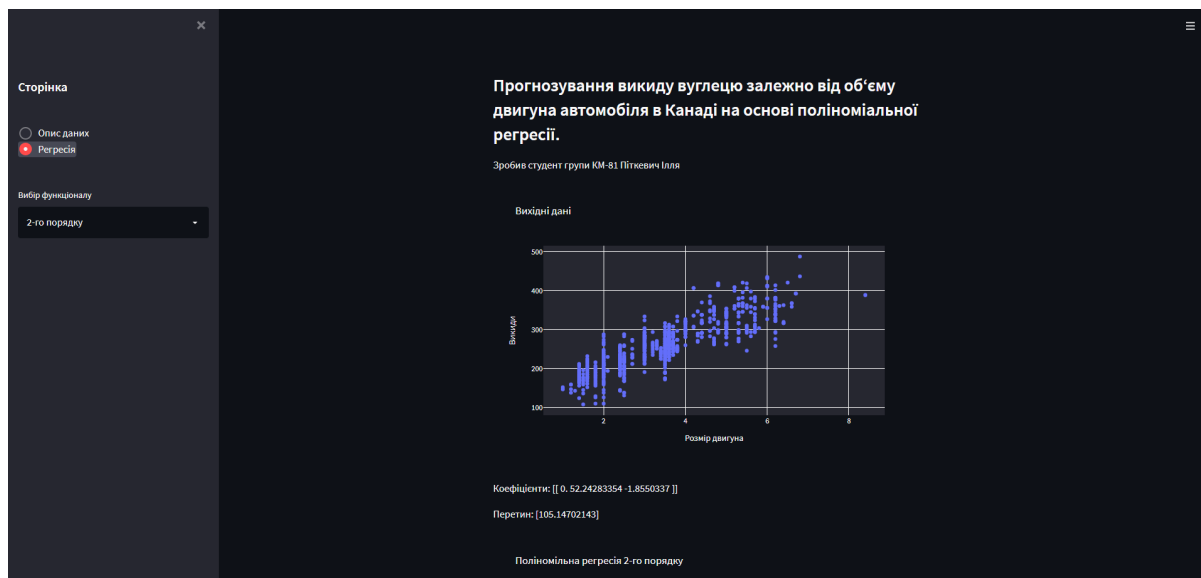 Сторінка
Опис даних
Регресія
Вибір функціоналу
2-го порядку
Прогнозування викиду вуглецю залежно від об‘єму
двигуна автомобіля в Канаді на основі поліноміальної
регресії.
Зробив студент групи КМ-81 Піткевич Ілля
Вихідні дані
500
400
300
200
100
Викиди
2
4
6
8
Розмір двигуна
Коефіцієнти: [[ 0. 52.24283354 -1.8550337 ]]
Перетин: [105.14702143]
Поліномільна регресія 2-го порядку